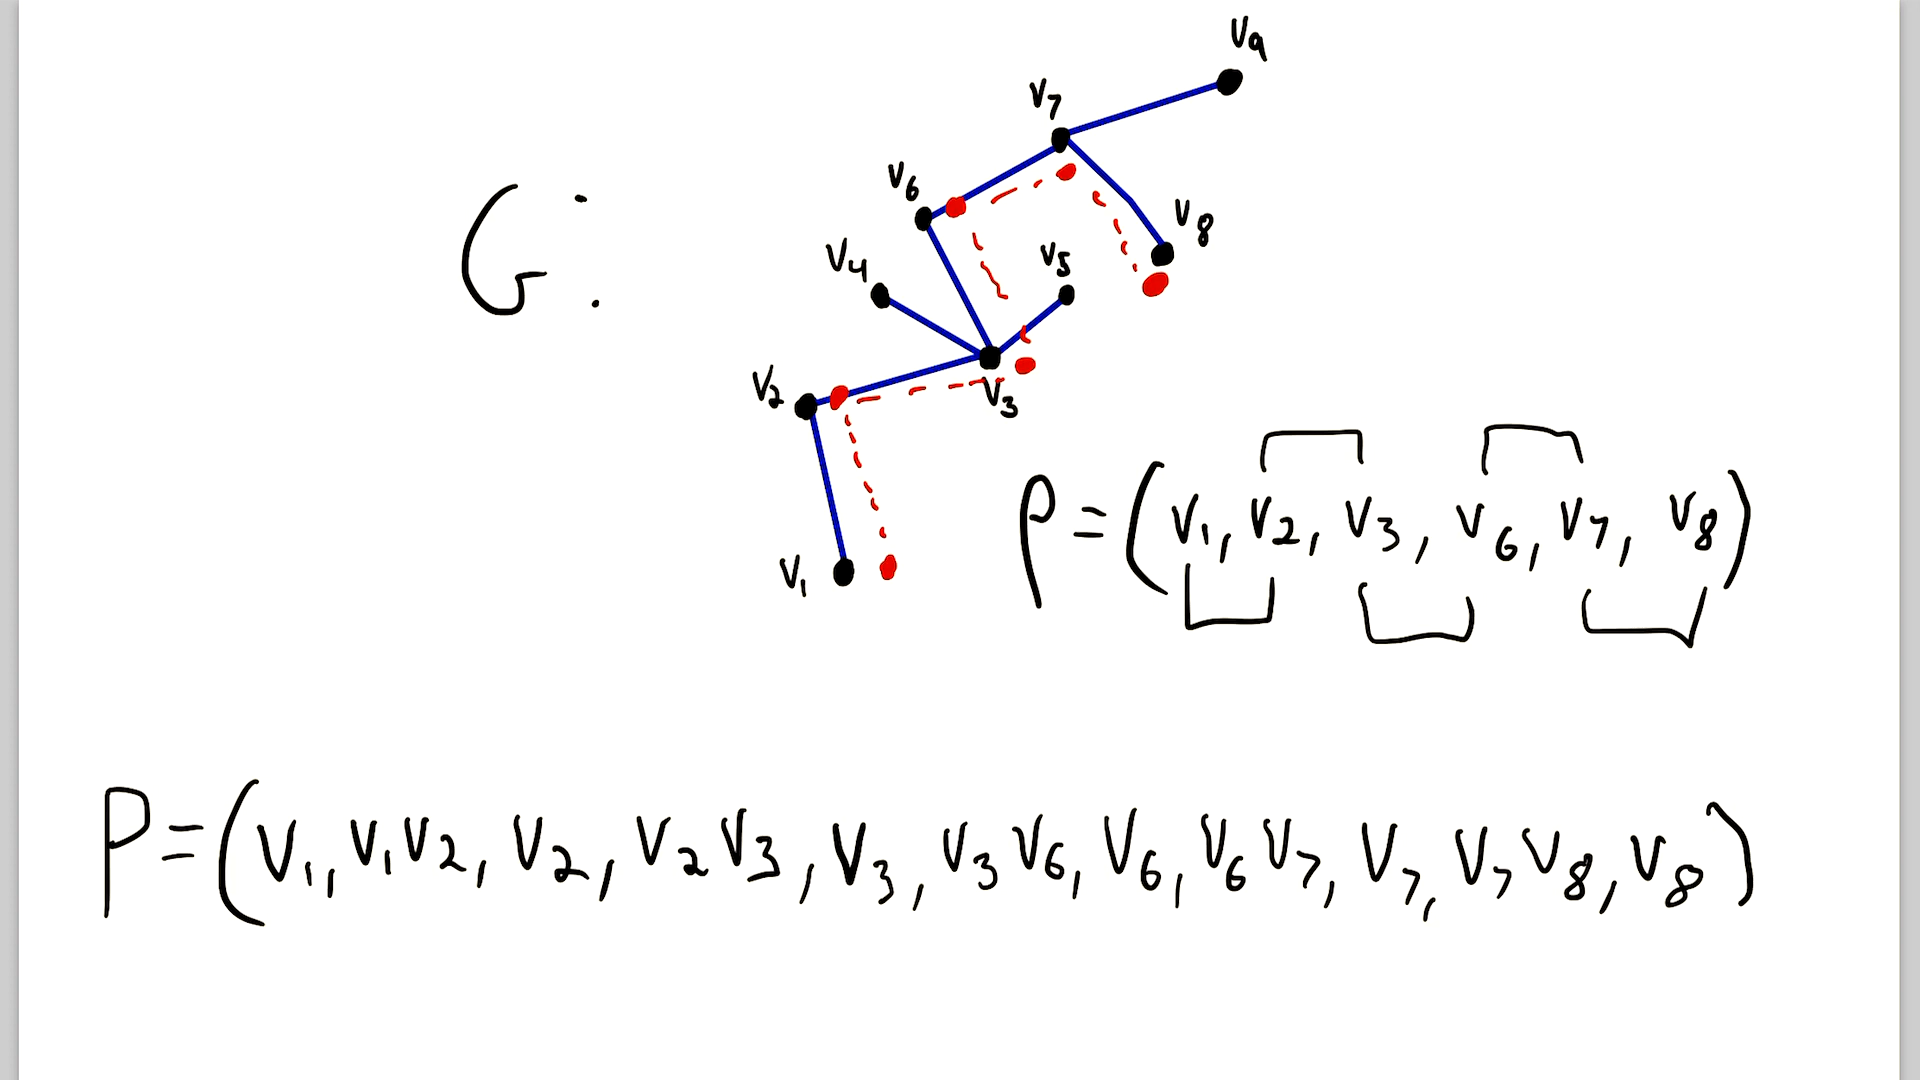 V₉
V₇
V₆
V₈
V₄
V₅
G:
V₂
V₃
P = (V₁, V₂, V₃, V₆, V₇, V₈)
V₁
P = (V₁, V₁V₂, V₂, V₂V₃, V₃, V₃V₆, V₆, V₆V₇, V₇, V₇V₈, V₈)